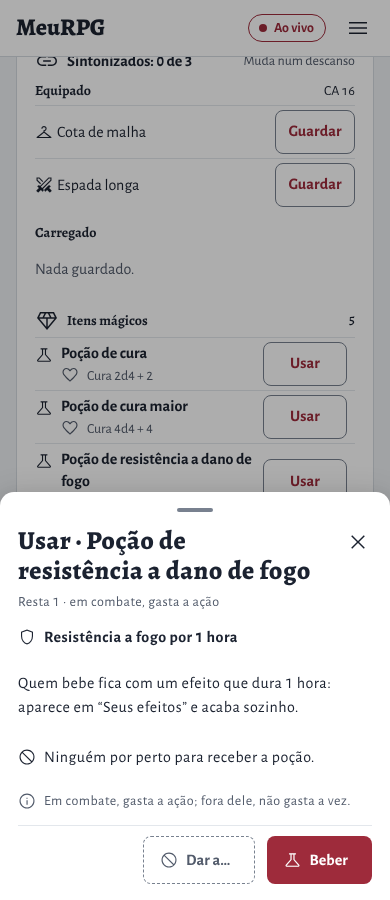 MeuRPG
Ao vivo
Sintonizados: 0 de 3
Muda num descanso
Equipado
CA 16
Cota de malha
Guardar
Espada longa
Guardar
Carregado
Nada guardado.
Itens mágicos
5
Poção de cura
Cura 2d4 + 2
Usar
Poção de cura maior
Cura 4d4 + 4
Usar
Poção de resistência a dano de
fogo
Usar
Usar · Poção de
resistência a dano de fogo
Resta 1 · em combate, gasta a ação
Resistência a fogo por 1 hora
Quem bebe fica com um efeito que dura 1 hora:
aparece em “Seus efeitos” e acaba sozinho.
Ninguém por perto para receber a poção.
Em combate, gasta a ação; fora dele, não gasta a vez.
Dar a...
Beber